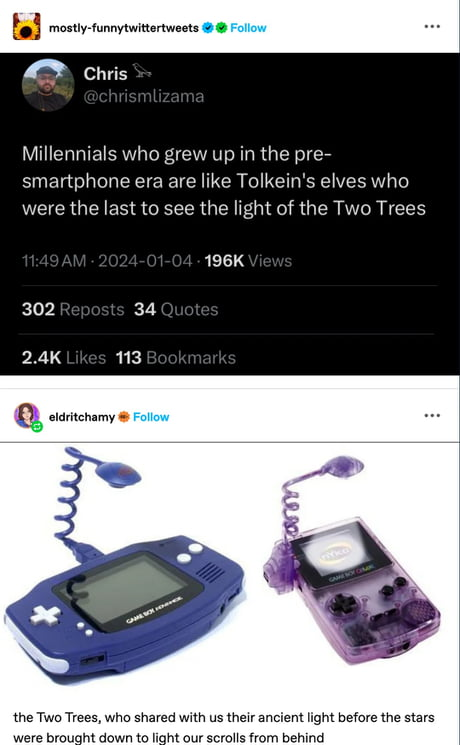 mostly-funnytwittertweets Follow
Chris
@chrismlizama
Millennials who grew up in the pre-
smartphone era are like Tolkein's elves who
were the last to see the light of the Two Trees
11:49 AM · 2024-01-04 · 196K Views
302 Reposts 34 Quotes
2.4K Likes 113 Bookmarks
eldritchamy Follow
GAME BOY ADVANCE
NYKO
GAME BOY COLOR
the Two Trees, who shared with us their ancient light before the stars
were brought down to light our scrolls from behind